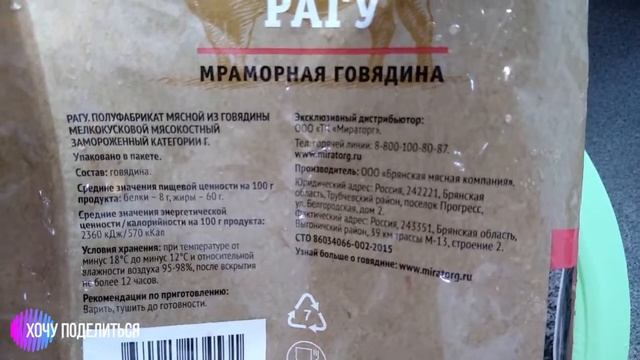 РАГУ
МРАМОРНАЯ ГОВЯДИНА
РАГУ. ПОЛУФАБРИКАТ МЯСНОЙ ИЗ ГОВЯДИНЫ
МЕЛКОКУСКОВОЙ МЯСОКОСТНЫЙ
ЗАМОРОЖЕННЫЙ КАТЕГОРИИ Г.
Упаковано в пакете.
Состав: говядина.
Средние значения пищевой ценности на 100 г
продукта: белки – 8 г, жиры – 60 г.
Средние значения энергетической
ценности/калорийности на 100 г продукта:
2360 кДж/570 кКал
Условия хранения: при температуре от
минус 18°С до минус 12°С и относительной
влажности воздуха 95-98%, после вскрытия
не более 12 часов.
Рекомендации по приготовлению:
Варить, тушить до готовности.
Эксклюзивный дистрибьютор:
ООО «ТК «Мираторг».
Тел. горячей линии: 8-800-100-80-87.
www.miratorg.ru
Производитель: ООО «Брянская мясная компания».
Юридический адрес: Россия, 242221, Брянская
область, Трубчевский район, поселок Прогресс,
ул. Белгородская, дом 2.
Фактический адрес: Россия, 243351, Брянская область,
Выгоничский район, 39 км трассы М-13, строение 2.
СТО 86034066-002-2015
Узнай больше о говядине: www.miratorg.ru
7
ХОЧУ ПОДЕЛИТЬСЯ